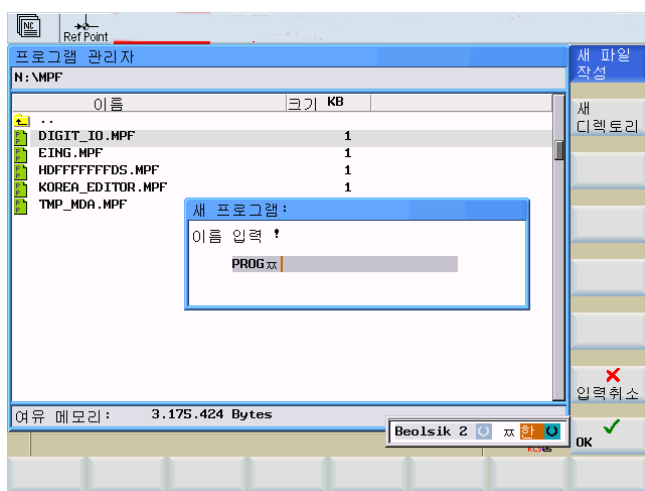 NC
Ref Point
프로그램 관리자
N:\MPF
이름 크기 KB
..
DIGIT_IO.MPF 1
EING.MPF 1
HDFFFFFFFDS.MPF 1
KOREA_EDITOR.MPF 1
TMP_MDA.MPF
새 프로그램:
이름 입력 !
PROGㅉ
여유 메모리: 3.175.424 Bytes
Beolsik 2 ㅉ 한
새 파일
작성
새
디렉토리
입력취소
OK